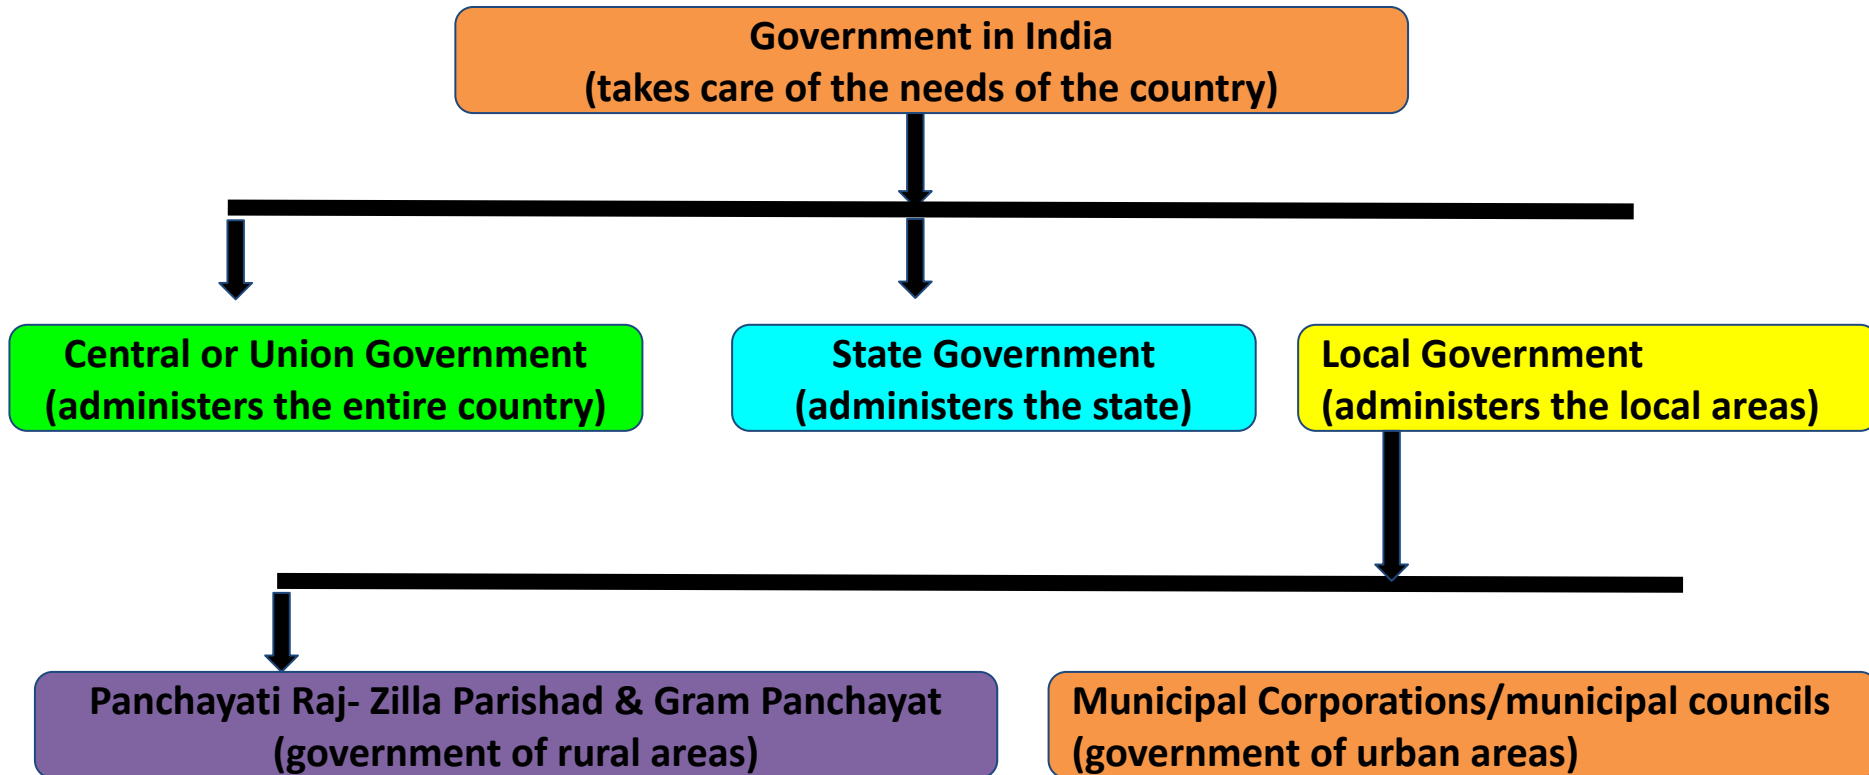 Government in India
(takes care of the needs of the country)
Central or Union Government
(administers the entire country)
State Government
(administers the state)
Local Government
(administers the local areas)
Panchayati Raj- Zilla Parishad & Gram Panchayat
(government of rural areas)
Municipal Corporations/municipal councils
(government of urban areas)